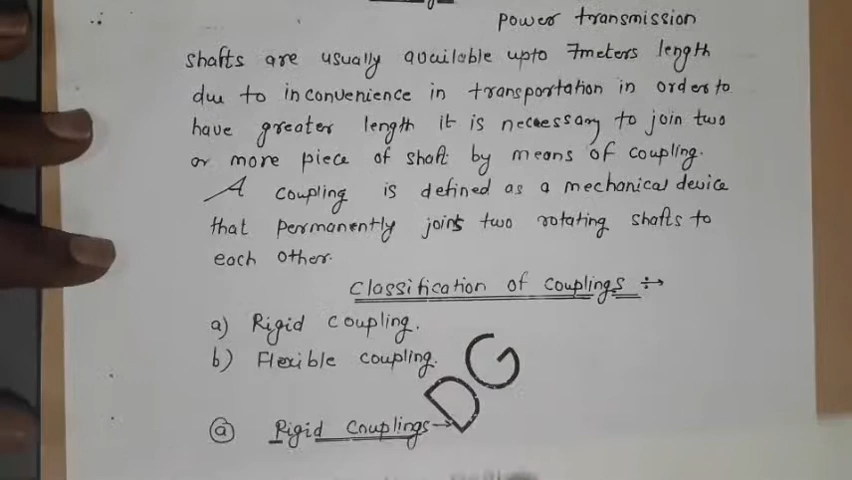 power transmission
shafts are usually available upto 7meters length
due to inconvenience in transportation in order to
have greater length it is necessary to join two
or more piece of shaft by means of coupling.
A coupling is defined as a mechanical device
that permanently joints two rotating shafts to
each other.
Classification of Couplings ÷→
a) Rigid coupling.
b) Flexible coupling.
DG
ⓐ Rigid Couplings→